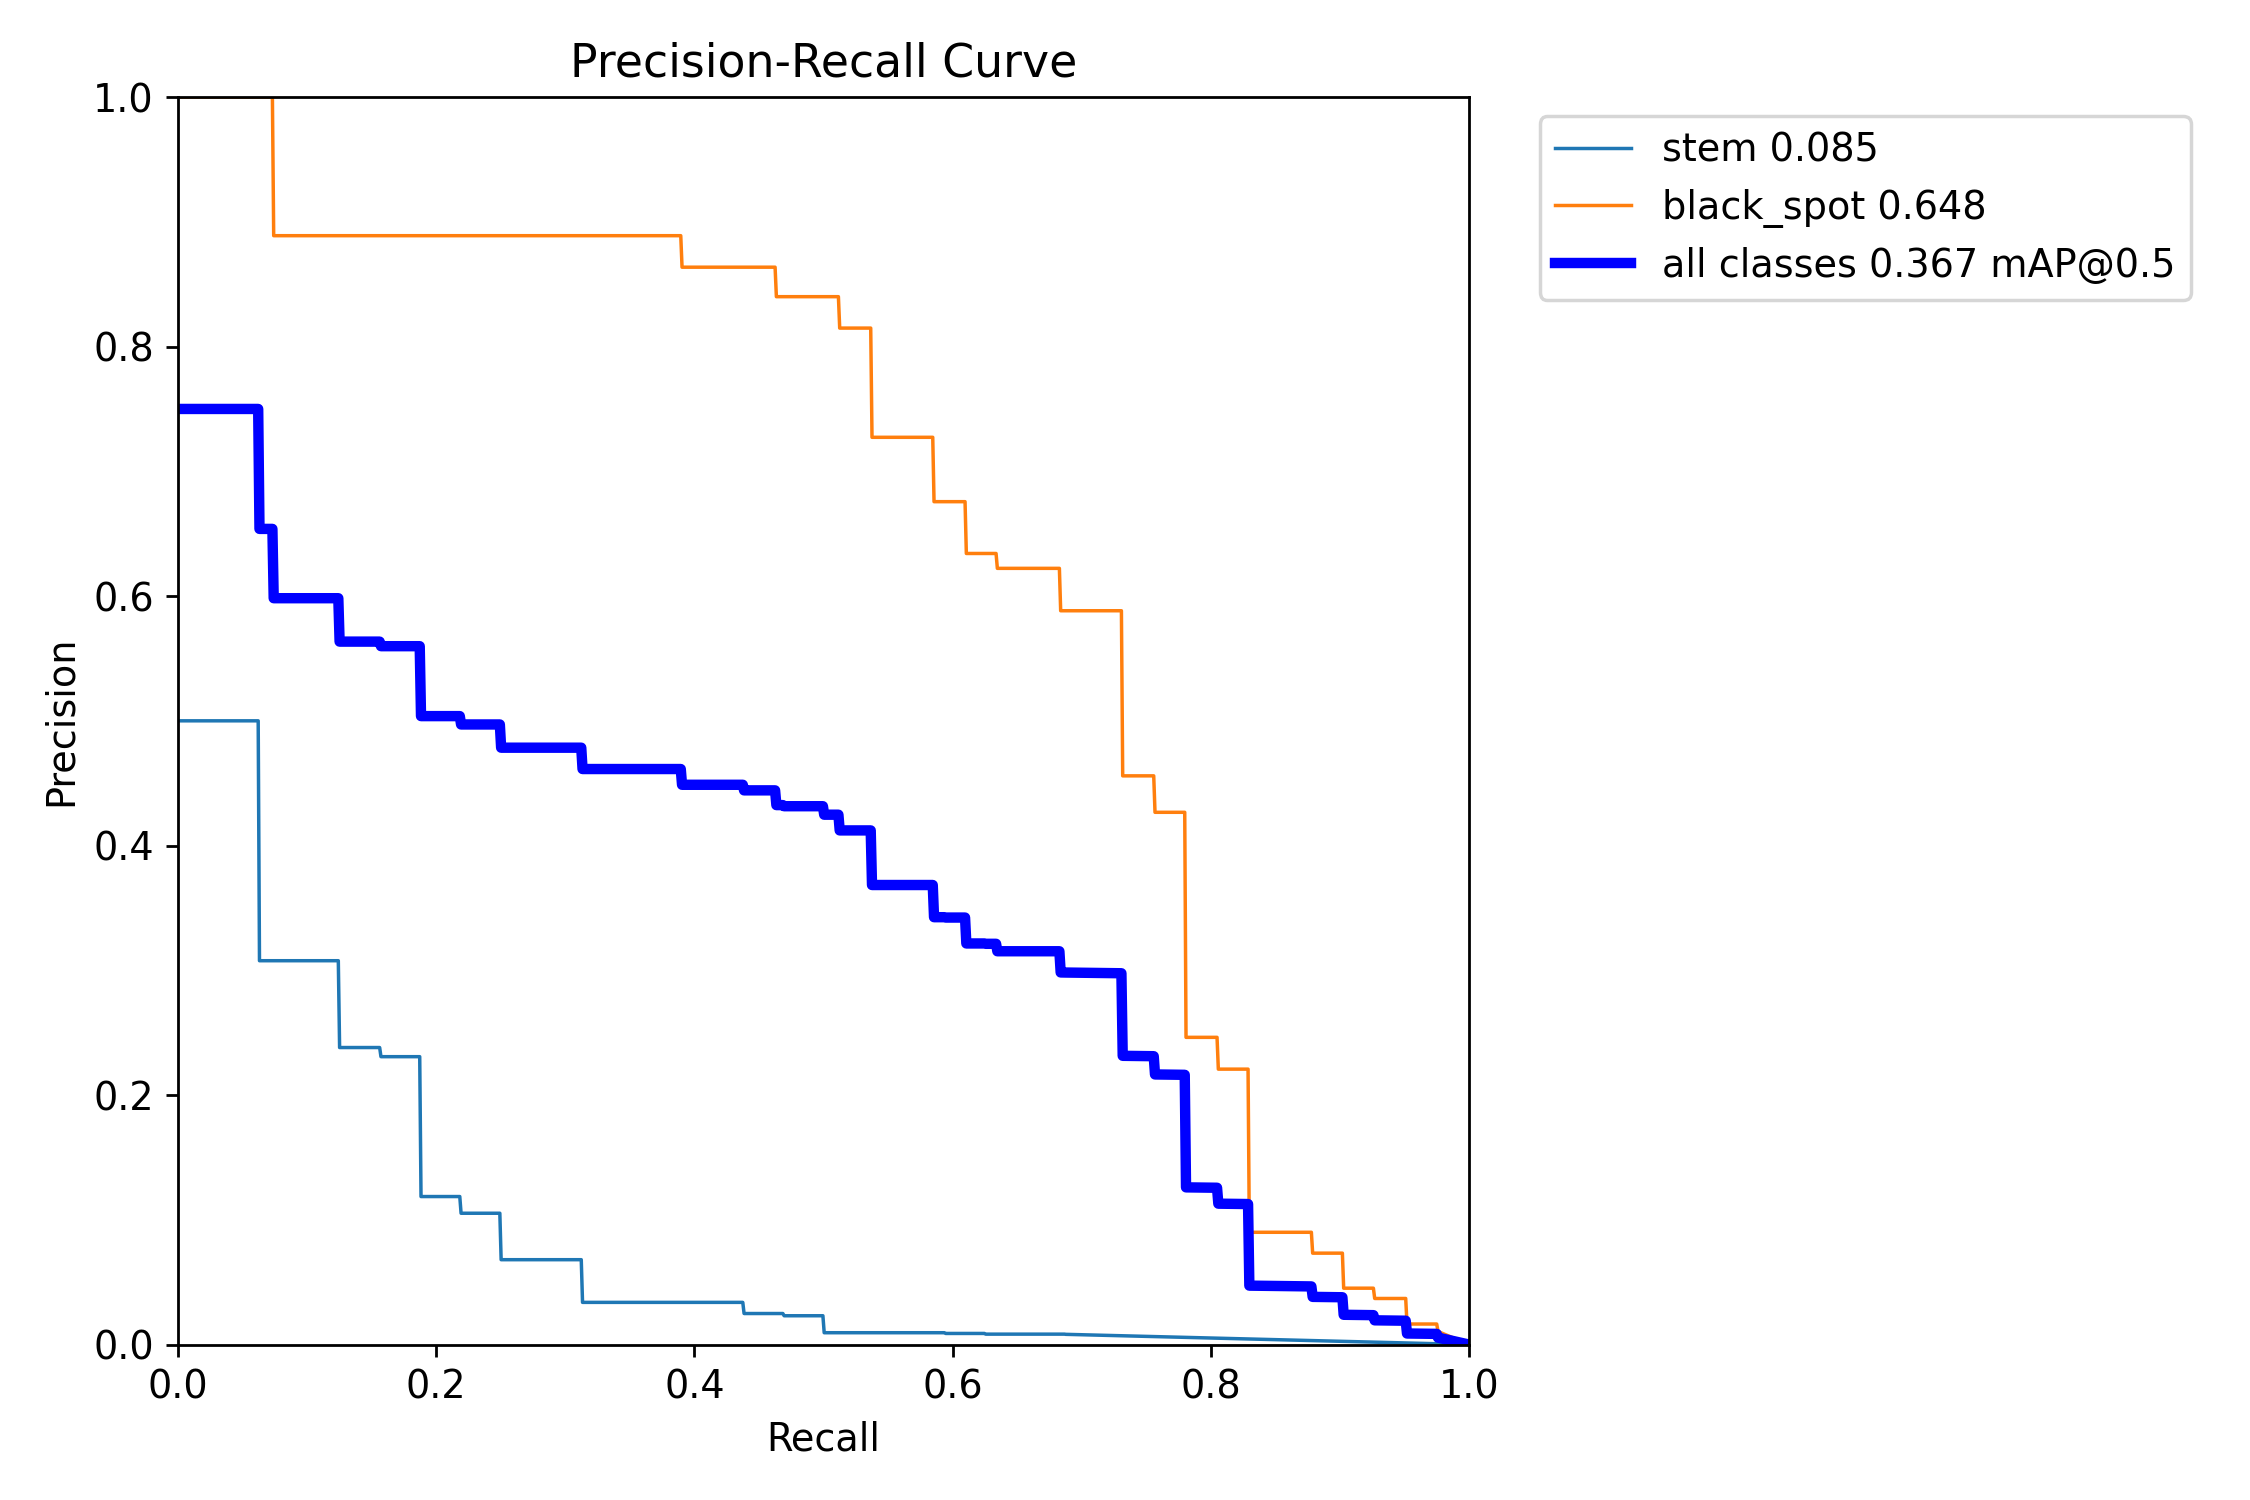 Precision-Recall Curve
1.0
0.8
0.6
0.4
0.2
0.0
Precision
0.0 0.2 0.4 0.6 0.8 1.0
Recall
stem 0.085
black_spot 0.648
all classes 0.367 mAP@0.5